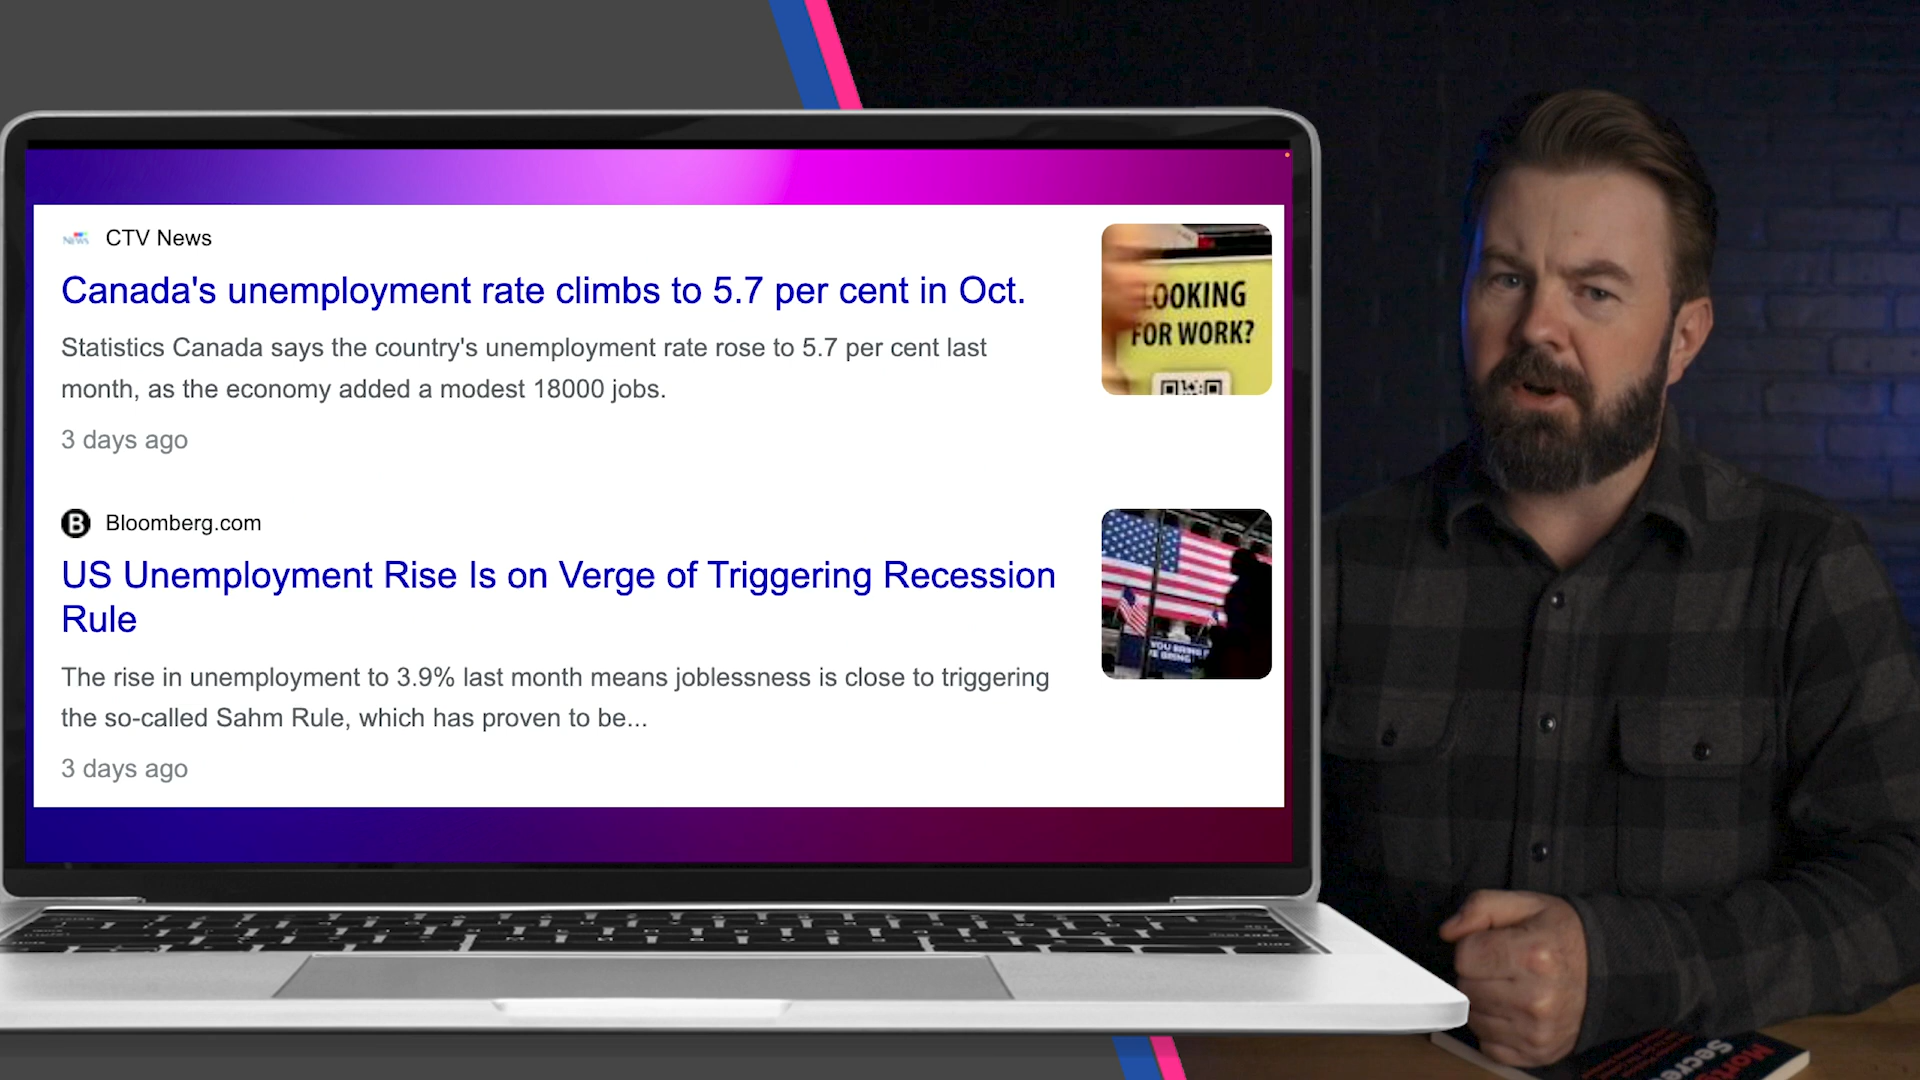 NEWS CTV News
Canada's unemployment rate climbs to 5.7 per cent in Oct.
Statistics Canada says the country's unemployment rate rose to 5.7 per cent last
month, as the economy added a modest 18000 jobs.
3 days ago
LOOKING
FOR WORK?
B Bloomberg.com
US Unemployment Rise Is on Verge of Triggering Recession
Rule
The rise in unemployment to 3.9% last month means joblessness is close to triggering
the so-called Sahm Rule, which has proven to be...
3 days ago
YOU BRING